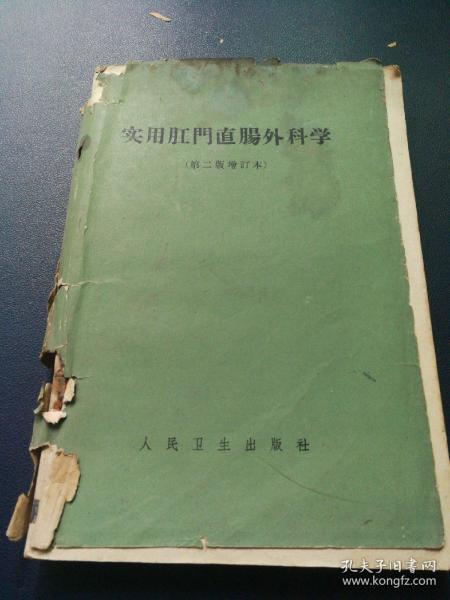 实用肛門直腸外科学
(第二版增訂本)
人民卫生出版社
孔夫子旧书网
www.kongfz.com